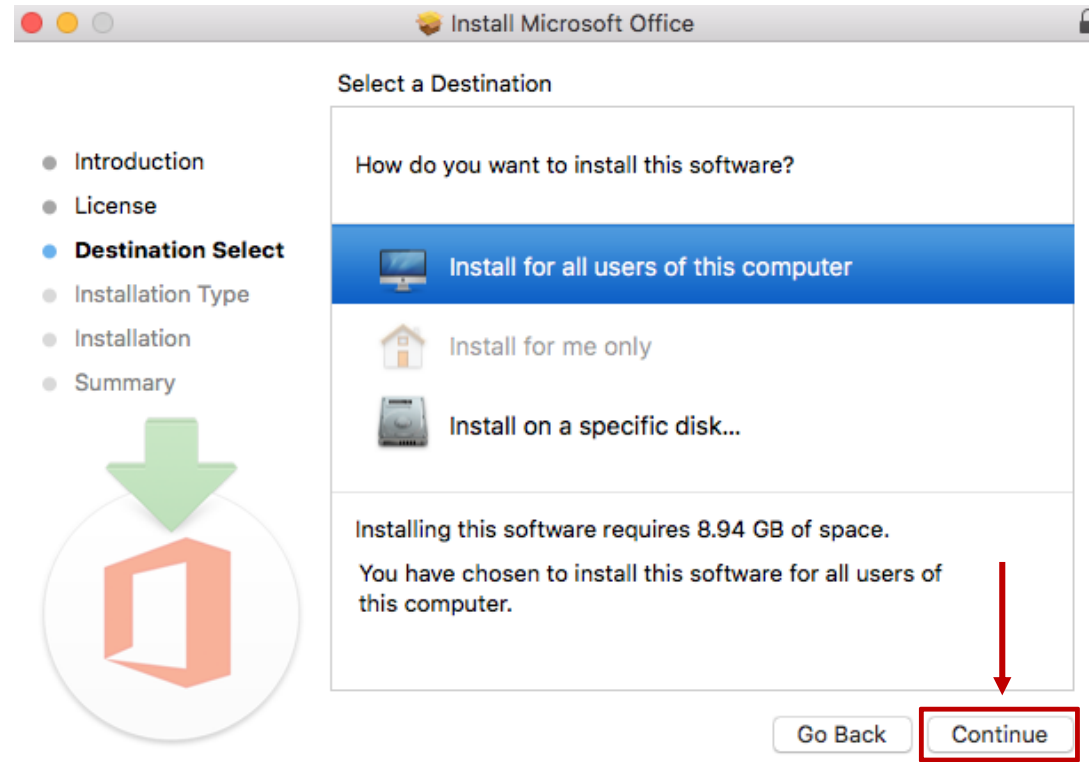 Install Microsoft Office
Select a Destination
Introduction
License
Destination Select
Installation Type
Installation
Summary
How do you want to install this software?
Install for all users of this computer
Install for me only
Install on a specific disk...
Installing this software requires 8.94 GB of space.
You have chosen to install this software for all users of
this computer.
Go Back
Continue